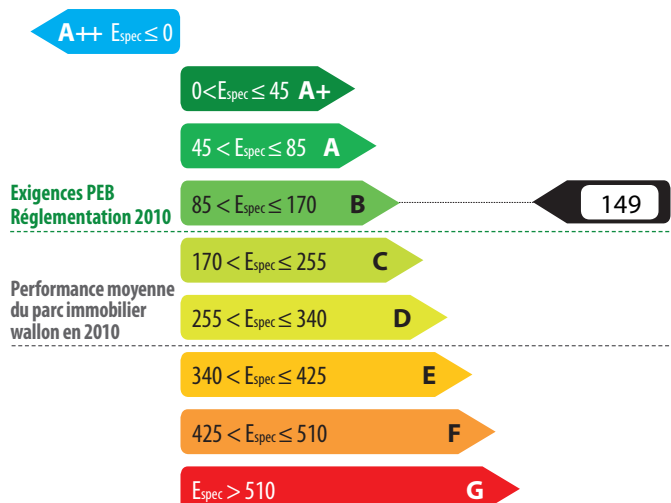 A++ Espec ≤ 0
0<Espec ≤ 45 A+
45 < Espec ≤ 85 A
Exigences PEB
Réglementation 2010
85 < Espec ≤ 170 B
149
170 < Espec ≤ 255 C
Performance moyenne
du parc immobilier
wallon en 2010
255 < Espec ≤ 340 D
340 < Espec ≤ 425 E
425 < Espec ≤ 510 F
Espec > 510 G